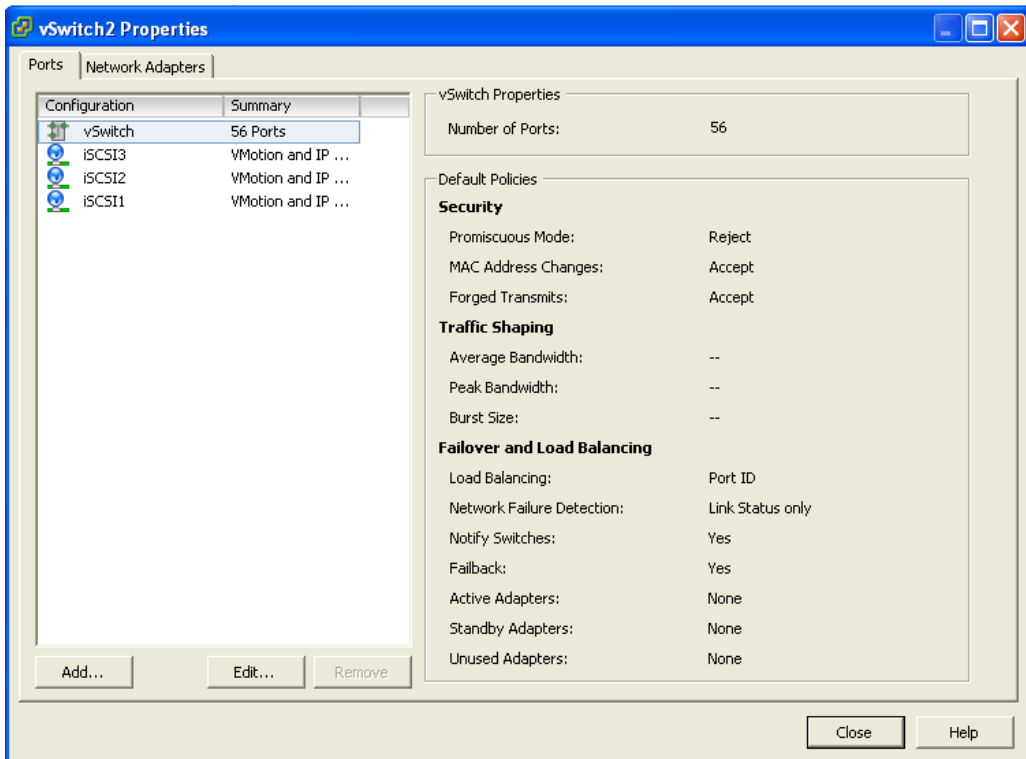 vSwitch2 Properties
Ports
Network Adapters
Configuration Summary
vSwitch 56 Ports
iSCSI3 VMotion and IP ...
iSCSI2 VMotion and IP ...
iSCSI1 VMotion and IP ...
Add...
Edit...
Remove
vSwitch Properties
Number of Ports: 56
Default Policies
Security
Promiscuous Mode: Reject
MAC Address Changes: Accept
Forged Transmits: Accept
Traffic Shaping
Average Bandwidth: --
Peak Bandwidth: --
Burst Size: --
Failover and Load Balancing
Load Balancing: Port ID
Network Failure Detection: Link Status only
Notify Switches: Yes
Failback: Yes
Active Adapters: None
Standby Adapters: None
Unused Adapters: None
Close
Help